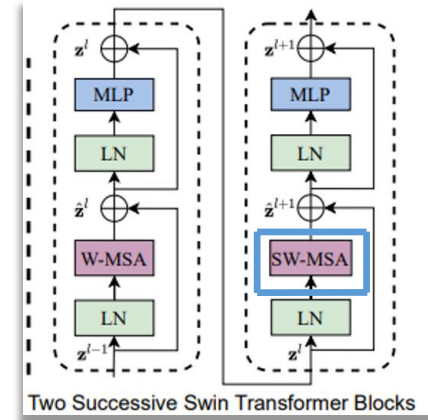 z^l
MLP
LN
ẑ^l
W-MSA
LN
z^{l-1}
z^{l+1}
MLP
LN
ẑ^{l+1}
SW-MSA
LN
z^l
Two Successive Swin Transformer Blocks